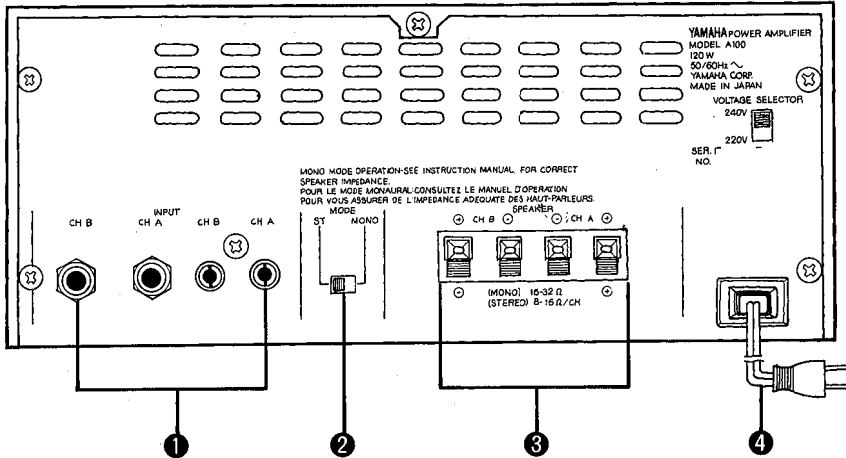 YAMAHA POWER AMPLIFIER
MODEL A100
120 W
50/60Hz ~
YAMAHA CORP.
MADE IN JAPAN
VOLTAGE SELECTOR
240V
220V
SER.
NO.
MONO MODE OPERATION-SEE INSTRUCTION MANUAL, FOR CORRECT
SPEAKER IMPEDANCE.
POUR LE MODE MONAURAL:CONSULTEZ LE MANUEL D'OPERATION
POUR VOUS ASSURER DE L'IMPEDANCE ADEQUATE DES HAUT-PARLEURS.
INPUT
CH B CH A CH B CH A
MODE
ST MONO
SPEAKER
⊕ CH B ⊖ ⊖ CH A ⊕
⊖ (MONO) 16-32 Ω ⊕
(STEREO) 8-16 Ω/CH
1 2 3 4